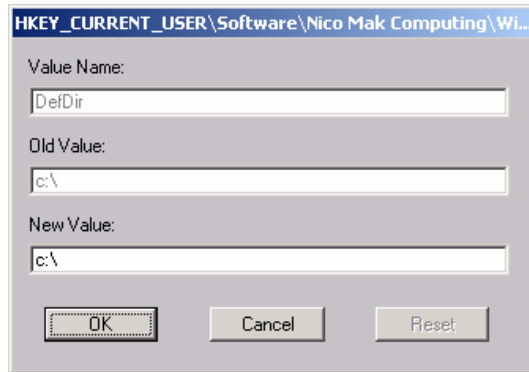 HKEY_CURRENT_USER\Software\Nico Mak Computing\Wi...
Value Name:
DefDir
Old Value:
c:\
New Value:
c:\
OK Cancel Reset